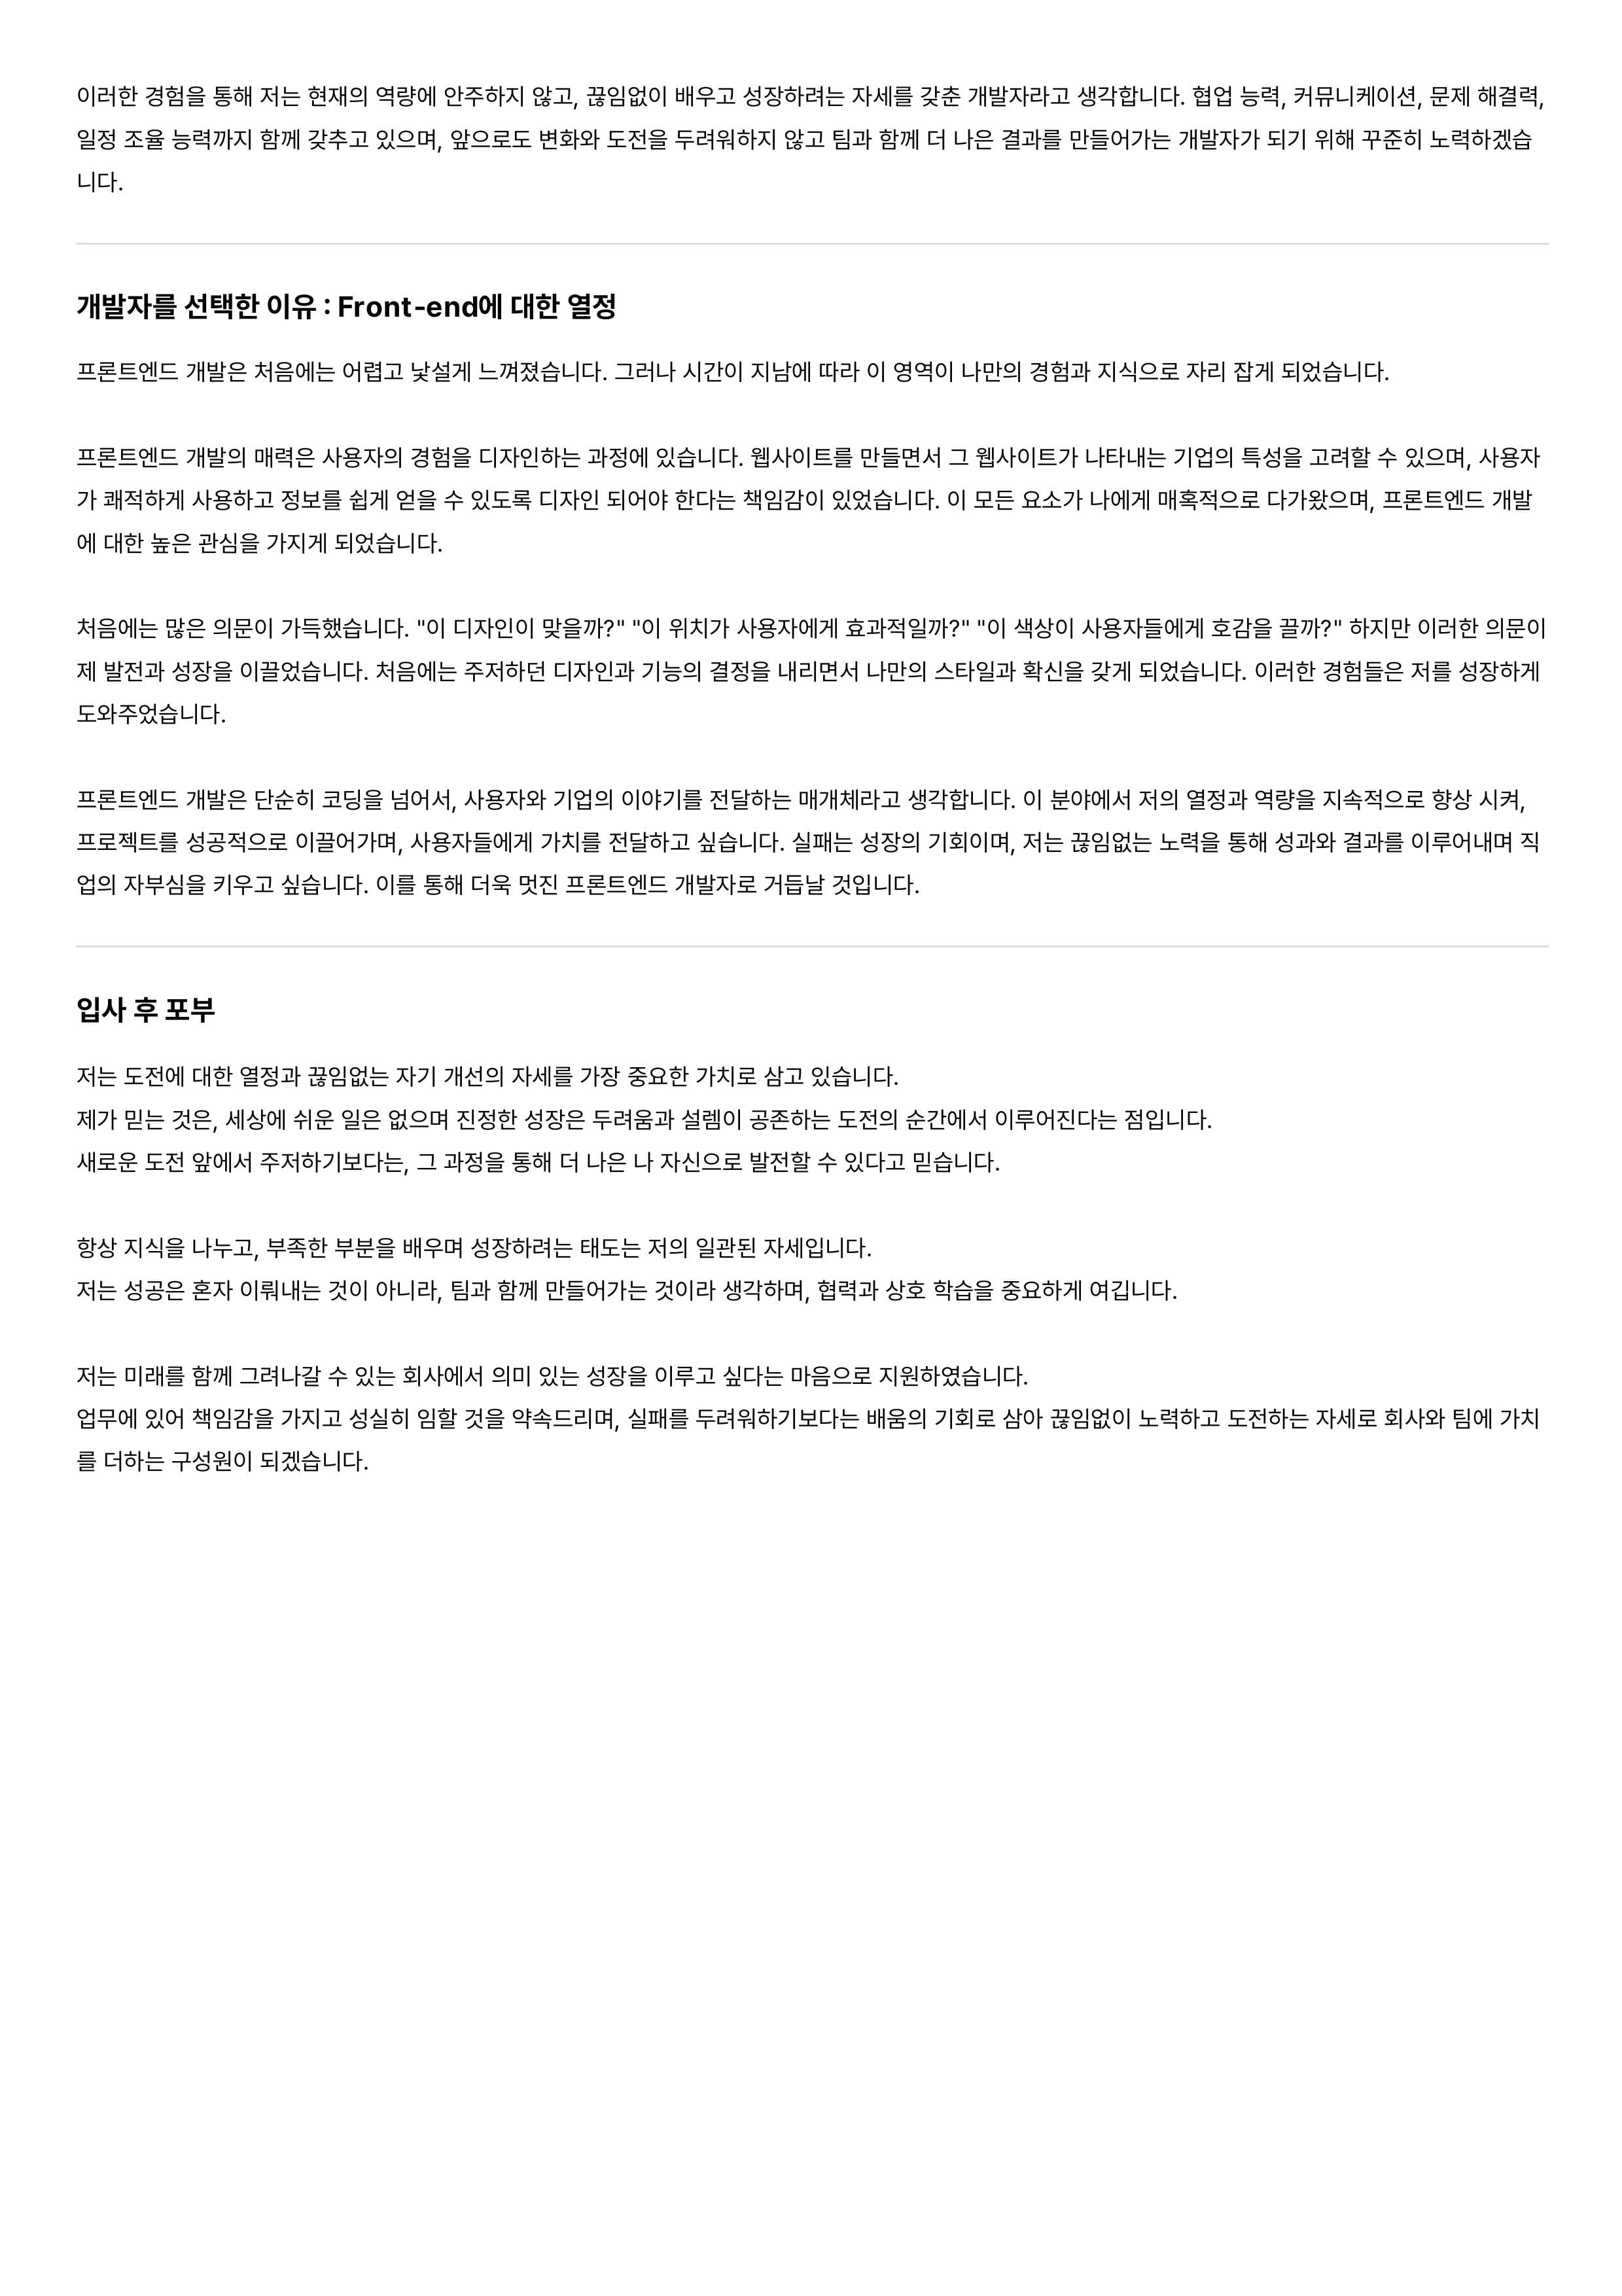 이러한 경험을 통해 저는 현재의 역량에 안주하지 않고, 끊임없이 배우고 성장하려는 자세를 갖춘 개발자라고 생각합니다. 협업 능력, 커뮤니케이션, 문제 해결력,
일정 조율 능력까지 함께 갖추고 있으며, 앞으로도 변화와 도전을 두려워하지 않고 팀과 함께 더 나은 결과를 만들어가는 개발자가 되기 위해 꾸준히 노력하겠습
니다.
개발자를 선택한 이유 : Front-end에 대한 열정
프론트엔드 개발은 처음에는 어렵고 낯설게 느껴졌습니다. 그러나 시간이 지남에 따라 이 영역이 나만의 경험과 지식으로 자리 잡게 되었습니다.
프론트엔드 개발의 매력은 사용자의 경험을 디자인하는 과정에 있습니다. 웹사이트를 만들면서 그 웹사이트가 나타내는 기업의 특성을 고려할 수 있으며, 사용자
가 쾌적하게 사용하고 정보를 쉽게 얻을 수 있도록 디자인 되어야 한다는 책임감이 있었습니다. 이 모든 요소가 나에게 매혹적으로 다가왔으며, 프론트엔드 개발
에 대한 높은 관심을 가지게 되었습니다.
처음에는 많은 의문이 가득했습니다. "이 디자인이 맞을까?" "이 위치가 사용자에게 효과적일까?" "이 색상이 사용자들에게 호감을 끌까?" 하지만 이러한 의문이
제 발전과 성장을 이끌었습니다. 처음에는 주저하던 디자인과 기능의 결정을 내리면서 나만의 스타일과 확신을 갖게 되었습니다. 이러한 경험들은 저를 성장하게
도와주었습니다.
프론트엔드 개발은 단순히 코딩을 넘어서, 사용자와 기업의 이야기를 전달하는 매개체라고 생각합니다. 이 분야에서 저의 열정과 역량을 지속적으로 향상 시켜,
프로젝트를 성공적으로 이끌어가며, 사용자들에게 가치를 전달하고 싶습니다. 실패는 성장의 기회이며, 저는 끊임없는 노력을 통해 성과와 결과를 이루어내며 직
업의 자부심을 키우고 싶습니다. 이를 통해 더욱 멋진 프론트엔드 개발자로 거듭날 것입니다.
입사 후 포부
저는 도전에 대한 열정과 끊임없는 자기 개선의 자세를 가장 중요한 가치로 삼고 있습니다.
제가 믿는 것은, 세상에 쉬운 일은 없으며 진정한 성장은 두려움과 설렘이 공존하는 도전의 순간에서 이루어진다는 점입니다.
새로운 도전 앞에서 주저하기보다는, 그 과정을 통해 더 나은 나 자신으로 발전할 수 있다고 믿습니다.
항상 지식을 나누고, 부족한 부분을 배우며 성장하려는 태도는 저의 일관된 자세입니다.
저는 성공은 혼자 이뤄내는 것이 아니라, 팀과 함께 만들어가는 것이라 생각하며, 협력과 상호 학습을 중요하게 여깁니다.
저는 미래를 함께 그려나갈 수 있는 회사에서 의미 있는 성장을 이루고 싶다는 마음으로 지원하였습니다.
업무에 있어 책임감을 가지고 성실히 임할 것을 약속드리며, 실패를 두려워하기보다는 배움의 기회로 삼아 끊임없이 노력하고 도전하는 자세로 회사와 팀에 가치
를 더하는 구성원이 되겠습니다.